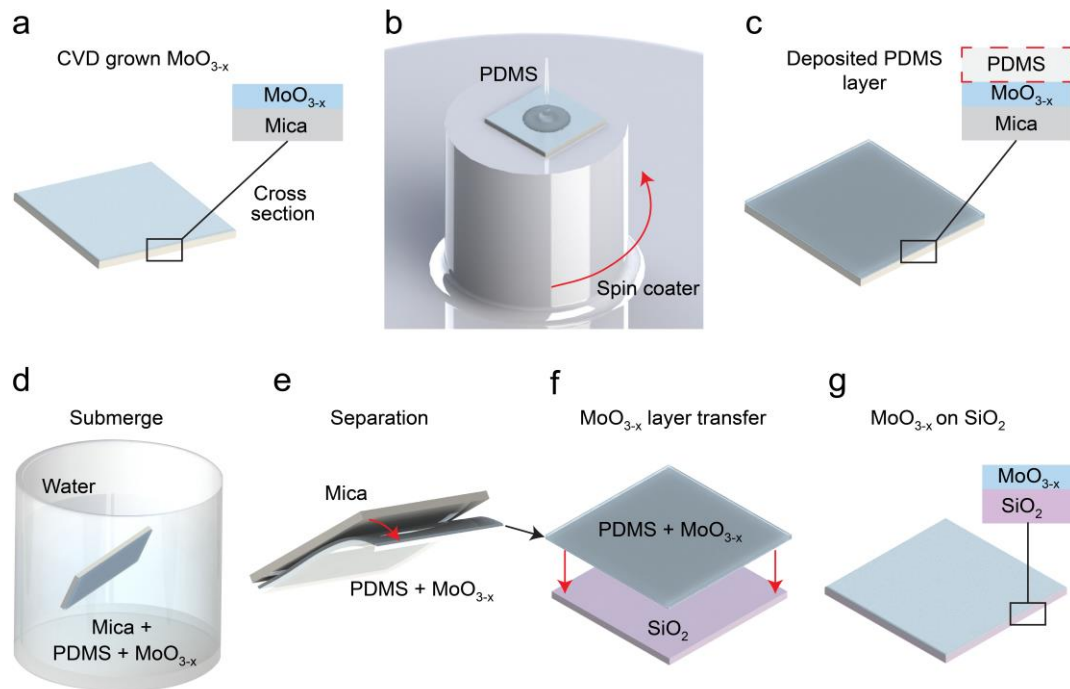 a
CVD grown MoO₃₋ₓ
MoO₃₋ₓ
Mica
Cross
section
b
PDMS
Spin coater
c
Deposited PDMS
layer
PDMS
MoO₃₋ₓ
Mica
d
Submerge
Water
Mica +
PDMS + MoO₃₋ₓ
e
Separation
Mica
PDMS + MoO₃₋ₓ
f
MoO₃₋ₓ layer transfer
PDMS + MoO₃₋ₓ
SiO₂
g
MoO₃₋ₓ on SiO₂
MoO₃₋ₓ
SiO₂